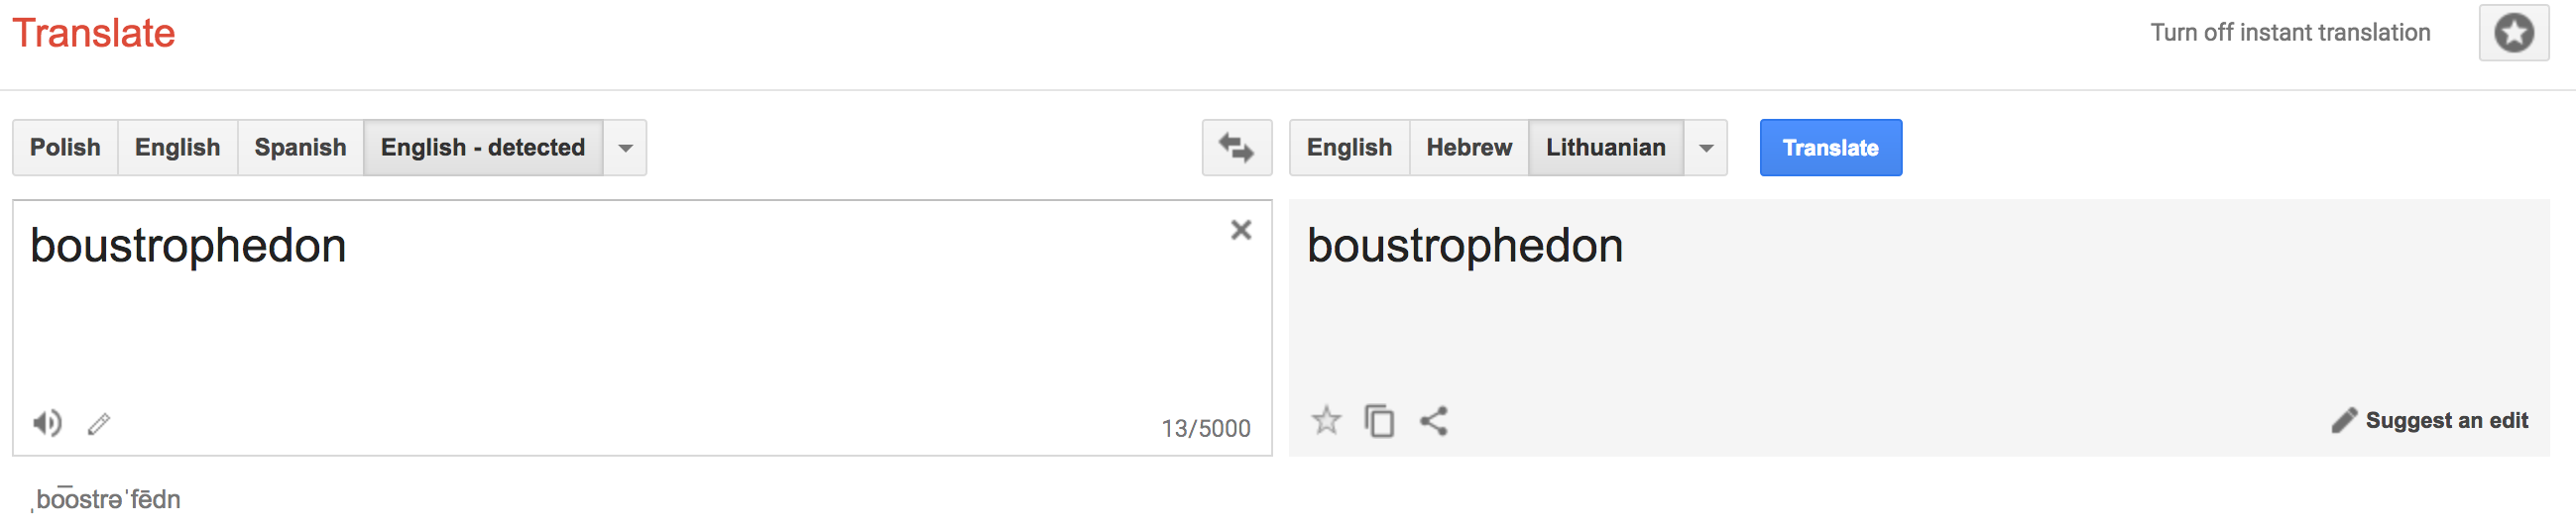 Translate
Turn off instant translation
Polish English Spanish English - detected
English Hebrew Lithuanian
Translate
boustrophedon
13/5000
ˌbo͞ostrəˈfēdn
boustrophedon
Suggest an edit